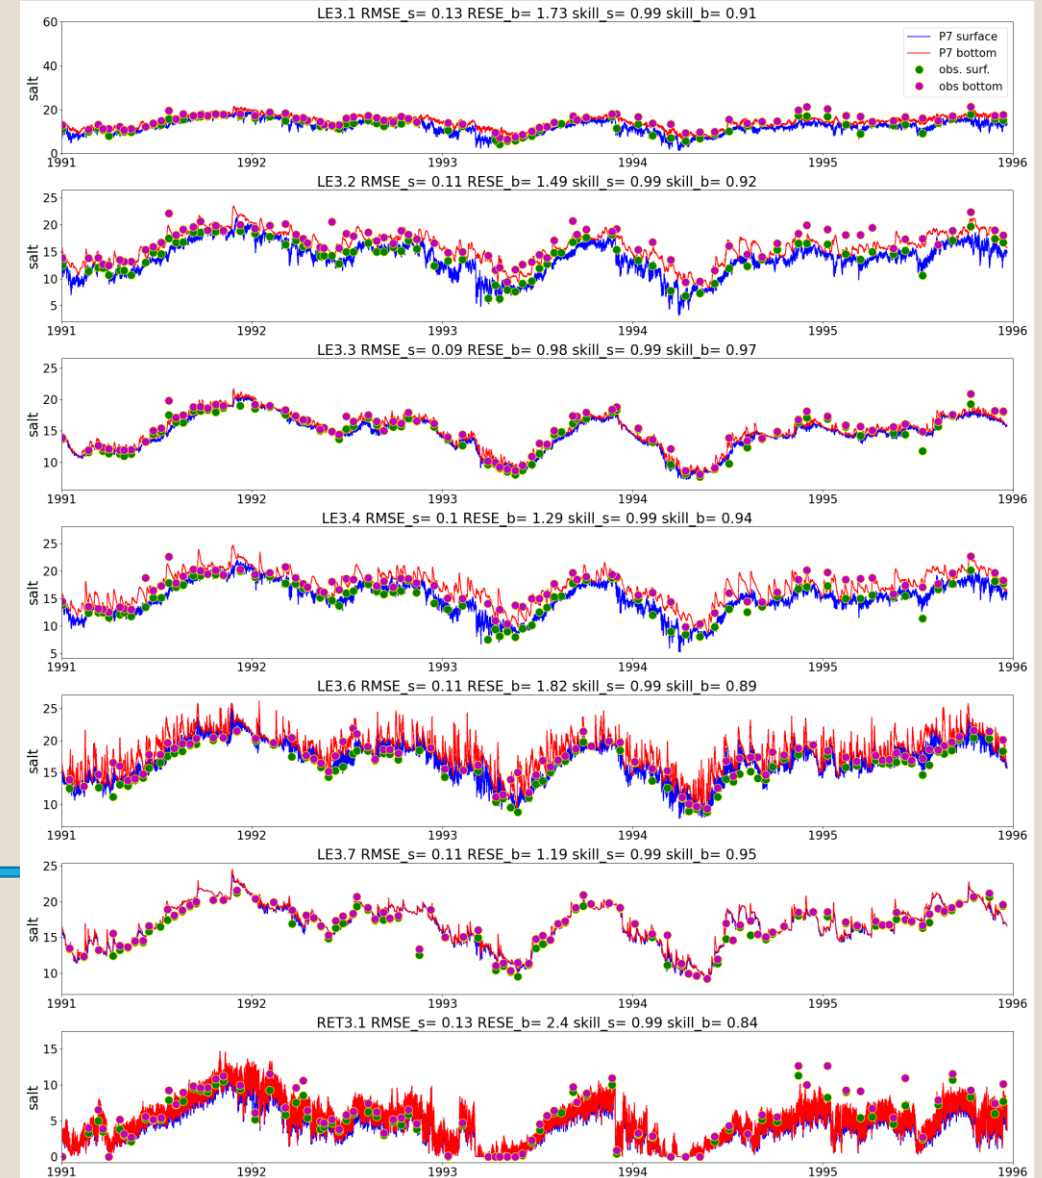 LE3.1 RMSE_s= 0.13 RESE_b= 1.73 skill_s= 0.99 skill_b= 0.91
60
40
20
0
salt
P7 surface
P7 bottom
obs. surf.
obs bottom
1991 1992 1993 1994 1995 1996
LE3.2 RMSE_s= 0.11 RESE_b= 1.49 skill_s= 0.99 skill_b= 0.92
25
20
15
10
5
salt
1991 1992 1993 1994 1995 1996
LE3.3 RMSE_s= 0.09 RESE_b= 0.98 skill_s= 0.99 skill_b= 0.97
25
20
15
10
salt
1991 1992 1993 1994 1995 1996
LE3.4 RMSE_s= 0.1 RESE_b= 1.29 skill_s= 0.99 skill_b= 0.94
25
20
15
10
5
salt
1991 1992 1993 1994 1995 1996
LE3.6 RMSE_s= 0.11 RESE_b= 1.82 skill_s= 0.99 skill_b= 0.89
25
20
15
10
salt
1991 1992 1993 1994 1995 1996
LE3.7 RMSE_s= 0.11 RESE_b= 1.19 skill_s= 0.99 skill_b= 0.95
25
20
15
10
salt
1991 1992 1993 1994 1995 1996
RET3.1 RMSE_s= 0.13 RESE_b= 2.4 skill_s= 0.99 skill_b= 0.84
15
10
5
0
salt
1991 1992 1993 1994 1995 1996